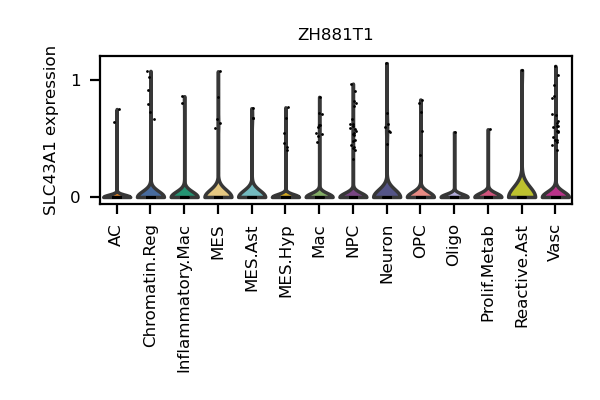 ZH881T1
SLC43A1 expression
1
0
AC
Chromatin.Reg
Inflammatory.Mac
MES
MES.Ast
MES.Hyp
Mac
NPC
Neuron
OPC
Oligo
Prolif.Metab
Reactive.Ast
Vasc